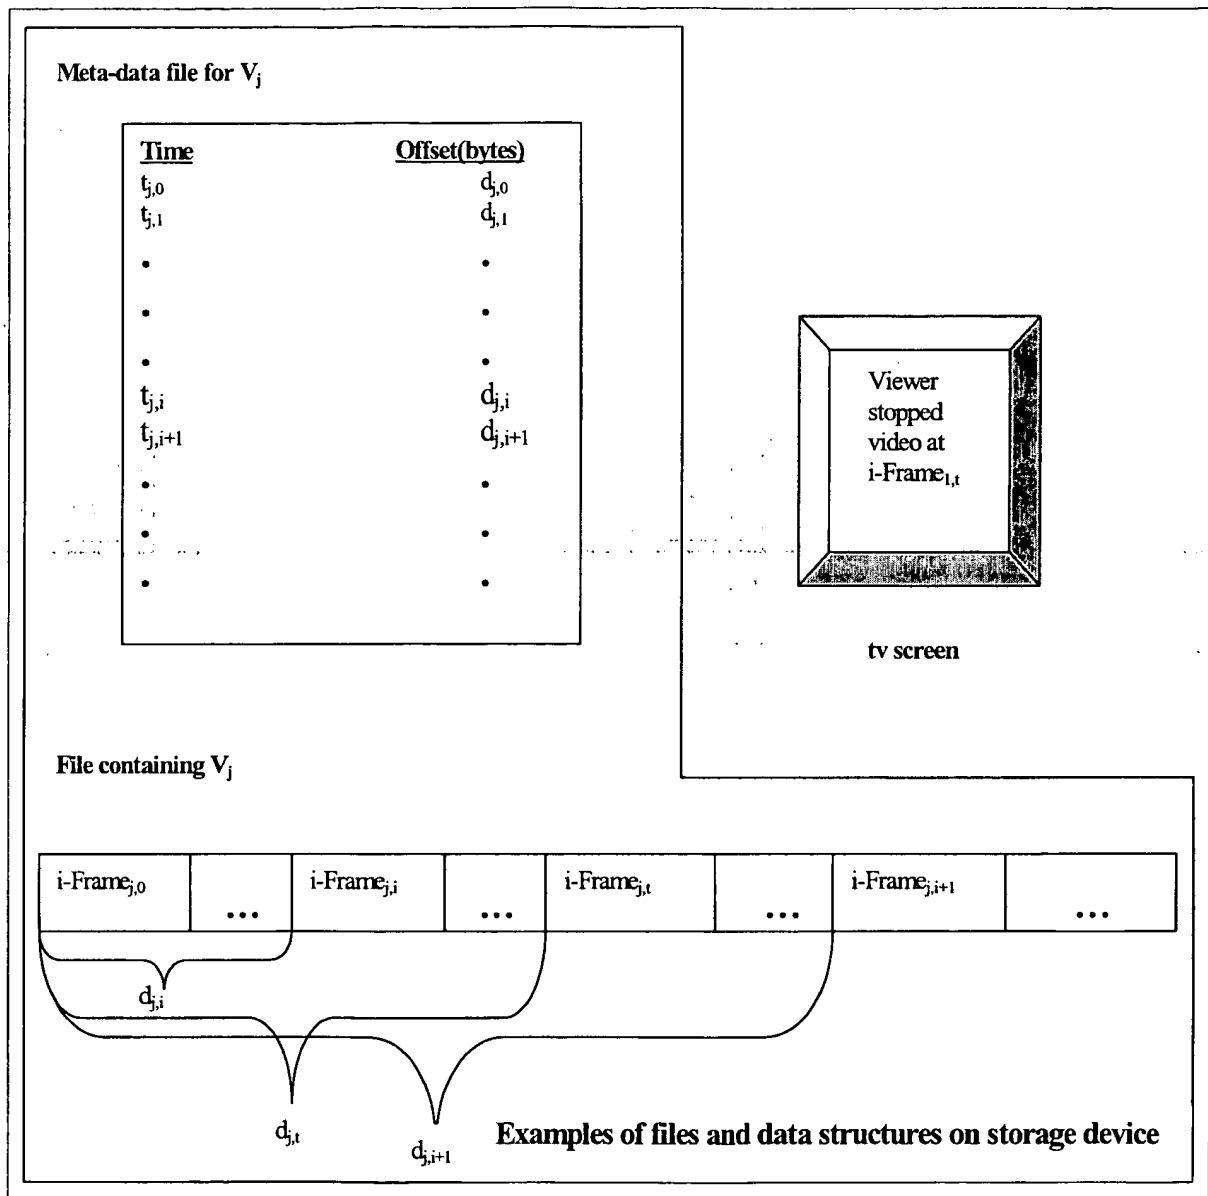 Meta-data file for Vj
Time Offset(bytes)
tj,0 dj,0
tj,1 dj,1
• •
• •
• •
tj,i dj,i
tj,i+1 dj,i+1
• •
• •
• •
Viewer
stopped
video at
i-Frame1,t
tv screen
File containing Vj
i-Framej,0 ••• i-Framej,i ••• i-Framej,t ••• i-Framej,i+1 •••
dj,i
dj,t
dj,i+1
Examples of files and data structures on storage device